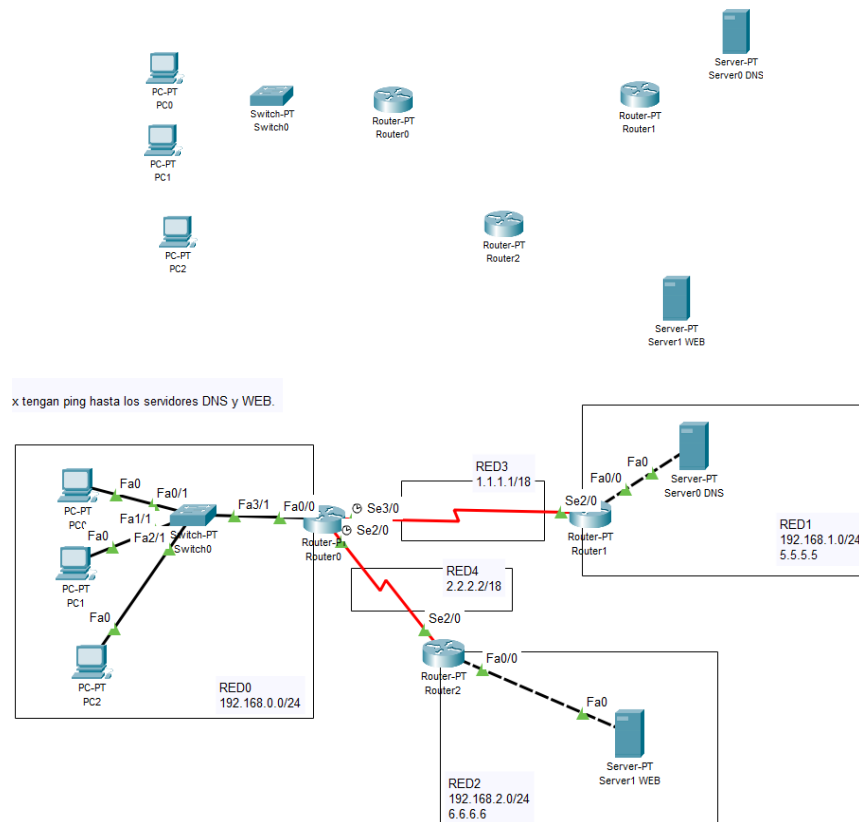 Server-PT
Server0 DNS
PC-PT
PC0
Switch-PT
Switch0
Router-PT
Router0
Router-PT
Router1
PC-PT
PC1
PC-PT
PC2
Router-PT
Router2
Server-PT
Server1 WEB
x tengan ping hasta los servidores DNS y WEB.
Fa0
Fa0/1
PC-PT
Fa1/1
Fa0
Fa2/1
PC-PT
PC1
Fa0
PC-PT
PC2
Fa3/1
Fa0/0
Switch0
Se3/0
Se2/0
Router0
RED0
192.168.0.0/24
RED3
1.1.1.1/18
RED4
2.2.2.2/18
Se2/0
Fa0/0
Fa0
Router-PT
Router1
Server-PT
Server0 DNS
RED1
192.168.1.0/24
5.5.5.5
Se2/0
Fa0/0
Router-PT
Router2
Fa0
Server-PT
Server1 WEB
RED2
192.168.2.0/24
6.6.6.6